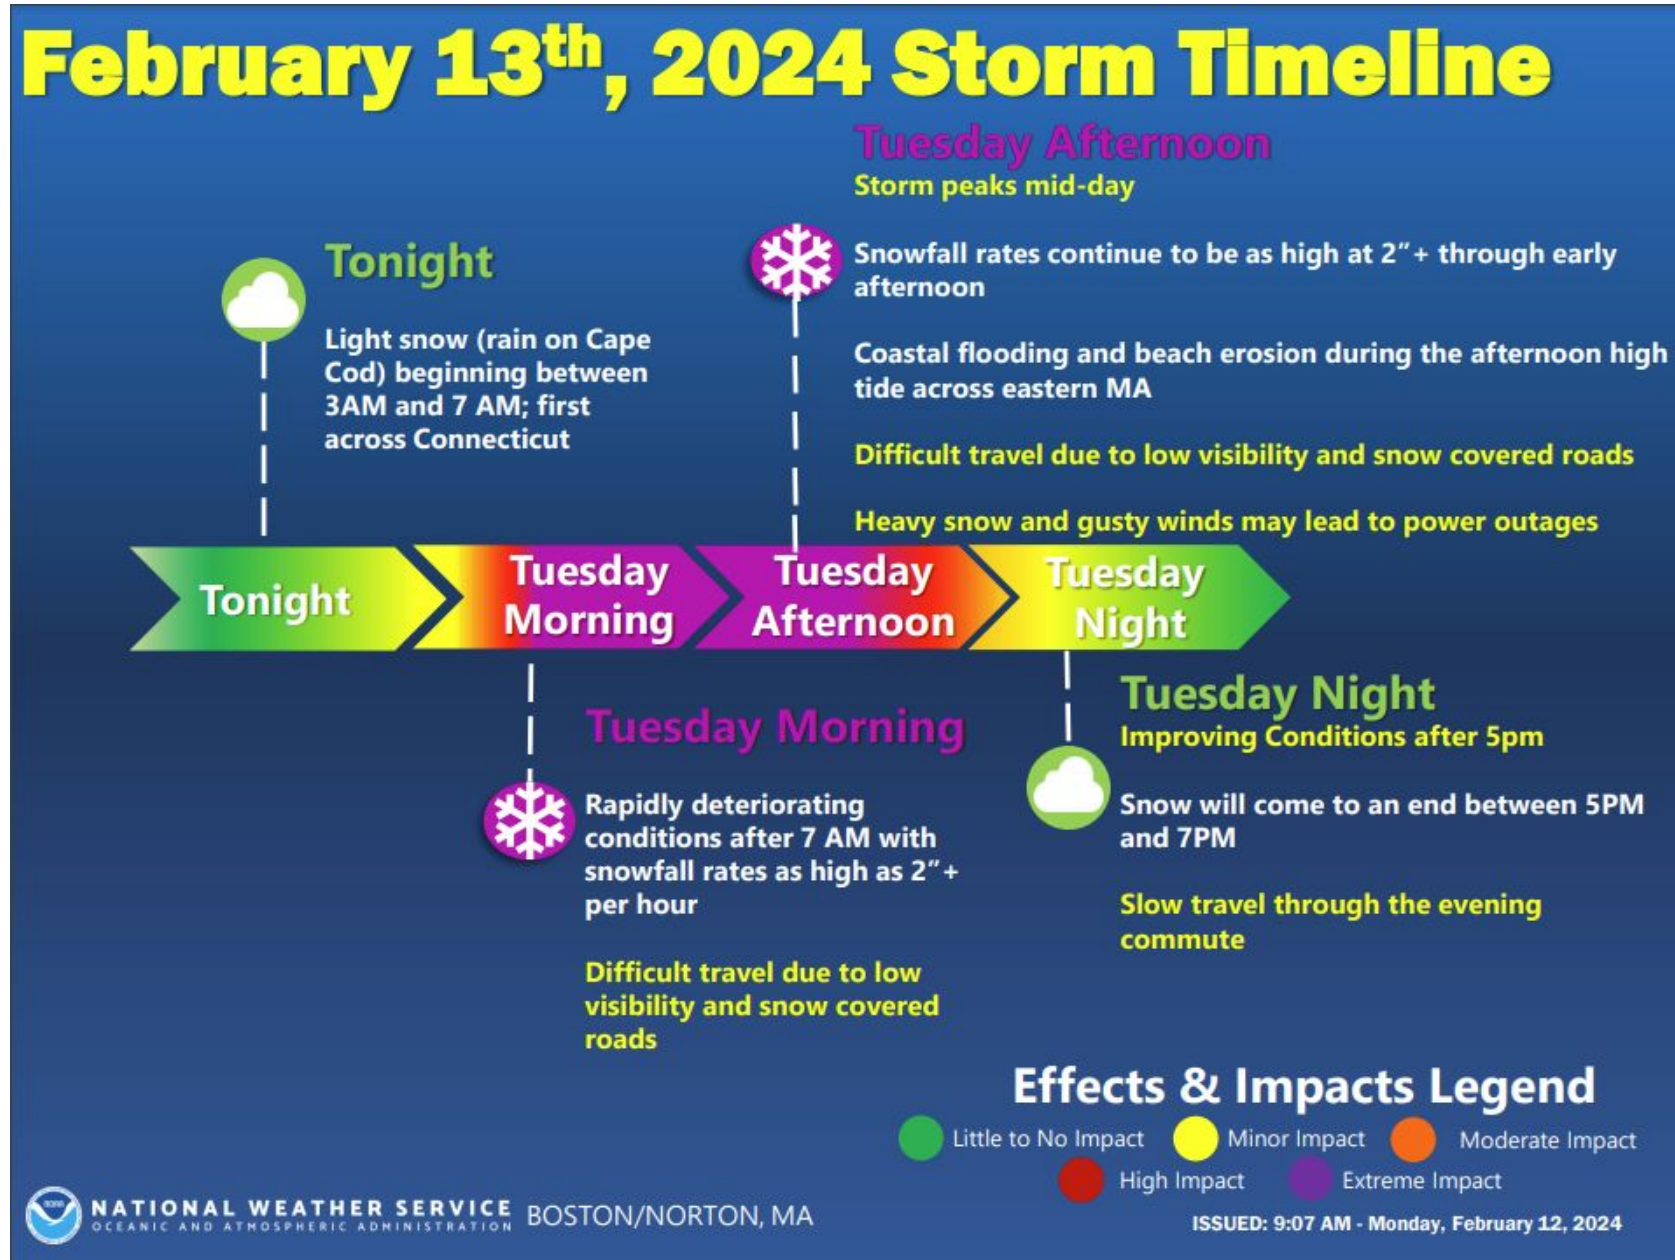 February 13th, 2024 Storm Timeline
Tonight
Light snow (rain on Cape
Cod) beginning between
3AM and 7 AM; first
across Connecticut
Tuesday Afternoon
Storm peaks mid-day
Snowfall rates continue to be as high at 2”+ through early
afternoon
Coastal flooding and beach erosion during the afternoon high
tide across eastern MA
Difficult travel due to low visibility and snow covered roads
Heavy snow and gusty winds may lead to power outages
Tonight
Tuesday
Morning
Tuesday
Afternoon
Tuesday
Night
Tuesday Morning
Rapidly deteriorating
conditions after 7 AM with
snowfall rates as high as 2”+
per hour
Difficult travel due to low
visibility and snow covered
roads
Tuesday Night
Improving Conditions after 5pm
Snow will come to an end between 5PM
and 7PM
Slow travel through the evening
commute
Effects & Impacts Legend
Little to No Impact
Minor Impact
Moderate Impact
High Impact
Extreme Impact
NATIONAL WEATHER SERVICE
OCEANIC AND ATMOSPHERIC ADMINISTRATION
BOSTON/NORTON, MA
ISSUED: 9:07 AM - Monday, February 12, 2024